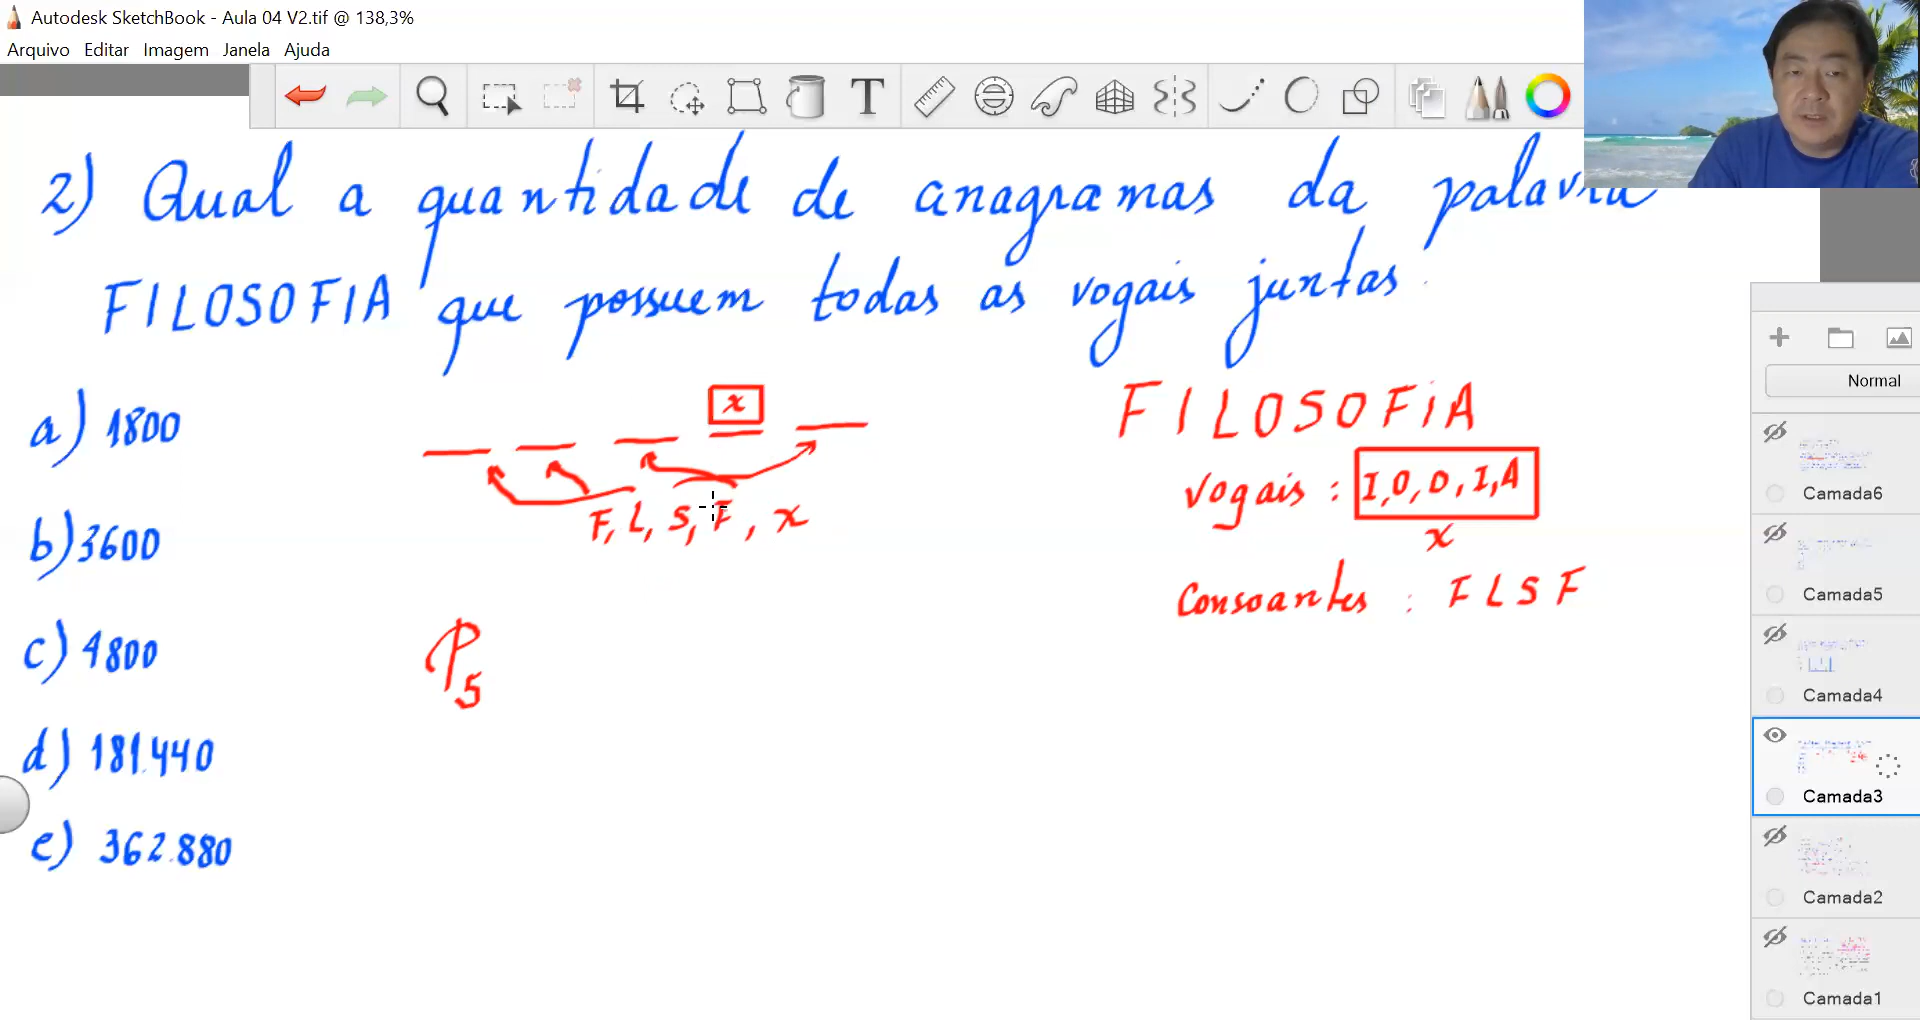 Autodesk SketchBook - Aula 04 V2.tif @ 138,3%
Arquivo Editar Imagem Janela Ajuda
T
2) Qual a quantidade de anagramas da palavra
FILOSOFIA que possuem todas as vogais juntas.
a) 1800
b) 3600
c) 4800
d) 181.440
e) 362.880
x
F, L, S, F, x
P5
FILOSOFIA
vogais : I, O, O, I, A
x
Consoantes : F L S F
Normal
Camada6
Camada5
Camada4
Camada3
Camada2
Camada1